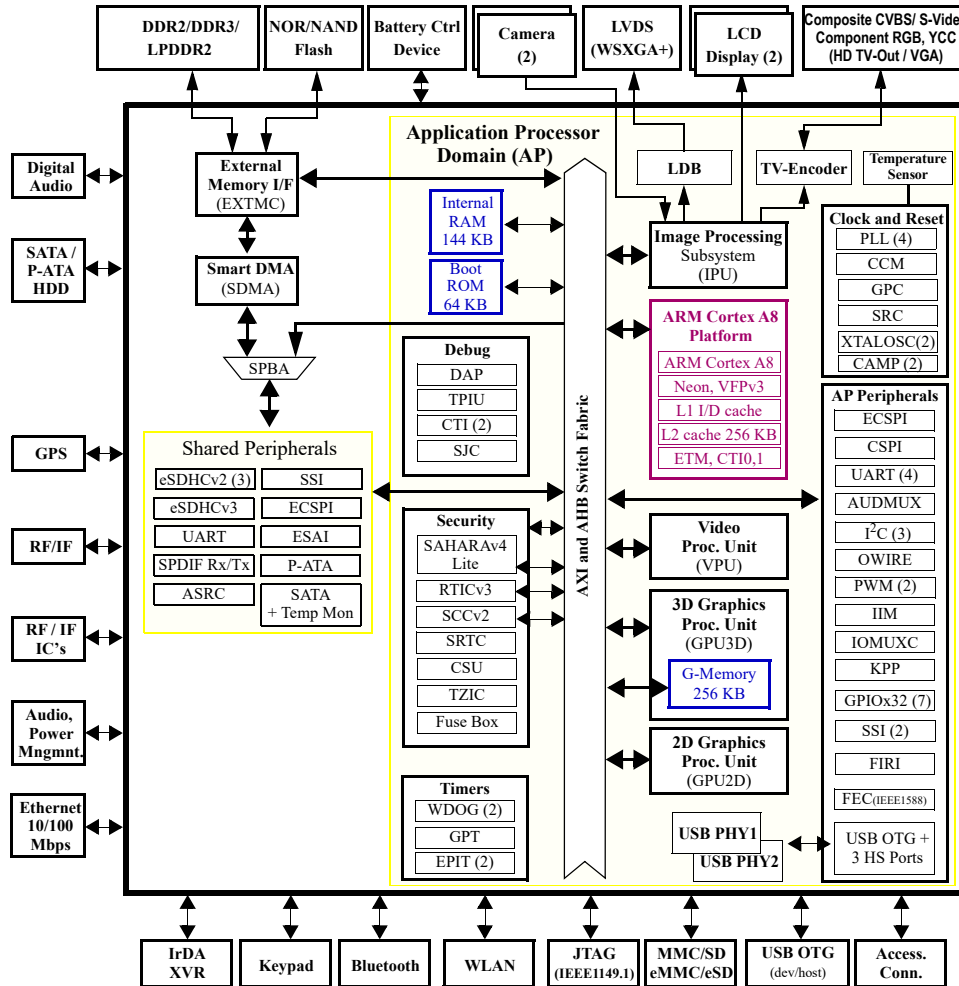 DDR2/DDR3/
LPDDR2
NOR/NAND
Flash
Battery Ctrl
Device
Camera
(2)
LVDS
(WSXGA+)
LCD
Display (2)
Composite CVBS/ S-Vide
Component RGB, YCC
(HD TV-Out / VGA)
Digital
Audio
SATA /
P-ATA
HDD
GPS
RF/IF
RF / IF
IC's
Audio,
Power
Mngmnt.
Ethernet
10/100
Mbps
External
Memory I/F
(EXTMC)
Smart DMA
(SDMA)
SPBA
Shared Peripherals
eSDHCv2 (3)
SSI
eSDHCv3
ECSPI
UART
ESAI
SPDIF Rx/Tx
P-ATA
ASRC
SATA
+ Temp Mon
Application Processor
Domain (AP)
Internal
RAM
144 KB
Boot
ROM
64 KB
Debug
DAP
TPIU
CTI (2)
SJC
Security
SAHARAv4
Lite
RTICv3
SCCv2
SRTC
CSU
TZIC
Fuse Box
Timers
WDOG (2)
GPT
EPIT (2)
AXI and AHB Switch Fabric
LDB
TV-Encoder
Image Processing
Subsystem
(IPU)
ARM Cortex A8
Platform
ARM Cortex A8
Neon, VFPv3
L1 I/D cache
L2 cache 256 KB
ETM, CTI0,1
Video
Proc. Unit
(VPU)
3D Graphics
Proc. Unit
(GPU3D)
G-Memory
256 KB
2D Graphics
Proc. Unit
(GPU2D)
USB PHY1
USB PHY2
Temperature
Sensor
Clock and Reset
PLL (4)
CCM
GPC
SRC
XTALOSC(2)
CAMP (2)
AP Peripherals
ECSPI
CSPI
UART (4)
AUDMUX
I²C (3)
OWIRE
PWM (2)
IIM
IOMUXC
KPP
GPIOx32 (7)
SSI (2)
FIRI
FEC(IEEE1588)
USB OTG +
3 HS Ports
IrDA
XVR
Keypad
Bluetooth
WLAN
JTAG
(IEEE1149.1)
MMC/SD
eMMC/eSD
USB OTG
(dev/host)
Access.
Conn.